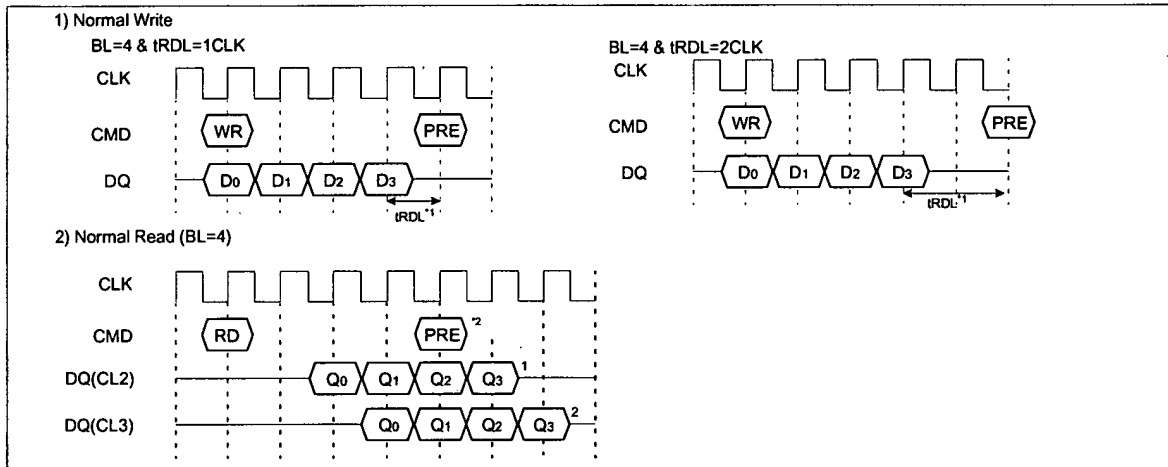 1) Normal Write
BL=4 & tRDL=1CLK
CLK
CMD WR PRE
DQ D0 D1 D2 D3
tRDL*1
BL=4 & tRDL=2CLK
CLK
CMD WR PRE
DQ D0 D1 D2 D3
tRDL*1
2) Normal Read (BL=4)
CLK
CMD RD PRE *2
DQ(CL2) Q0 Q1 Q2 Q3 1
DQ(CL3) Q0 Q1 Q2 Q3 2